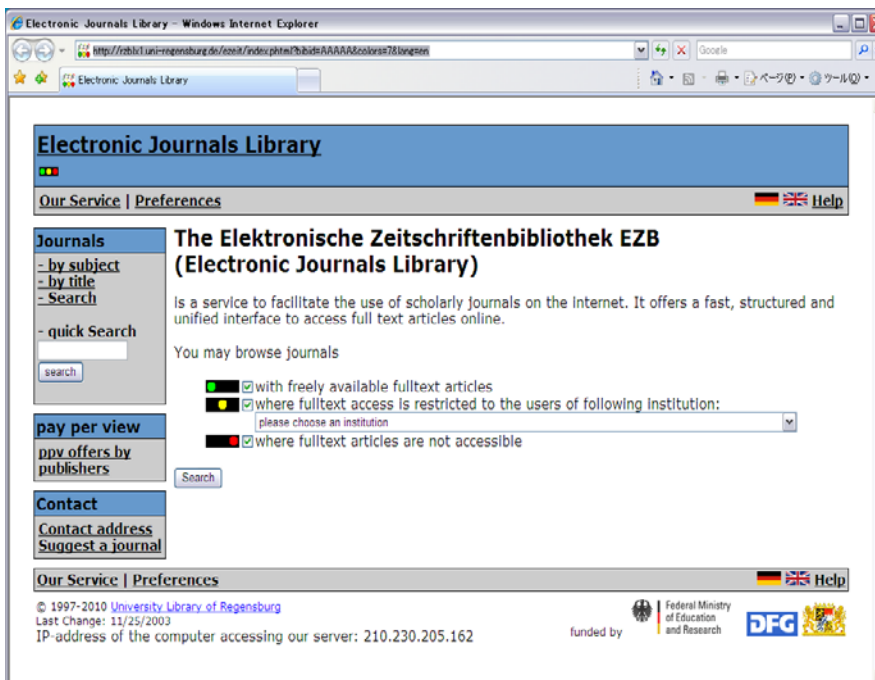 Electronic Journals Library - Windows Internet Explorer
http://rzblx1.uni-regensburg.de/ezeit/index.phtml?bibid=AAAAA&colors=7&lang=en
Google
Electronic Journals Library
ページ(P)
ツール(O)
Electronic Journals Library
Our Service | Preferences
Help
Journals
- by subject
- by title
- Search
- quick Search
search
pay per view
ppv offers by
publishers
Contact
Contact address
Suggest a journal
The Elektronische Zeitschriftenbibliothek EZB
(Electronic Journals Library)
is a service to facilitate the use of scholarly journals on the internet. It offers a fast, structured and
unified interface to access full text articles online.
You may browse journals
with freely available fulltext articles
where fulltext access is restricted to the users of following institution:
please choose an institution
where fulltext articles are not accessible
Search
Our Service | Preferences
Help
© 1997-2010 University Library of Regensburg
Last Change: 11/25/2003
IP-address of the computer accessing our server: 210.230.205.162
funded by
Federal Ministry
of Education
and Research
DFG